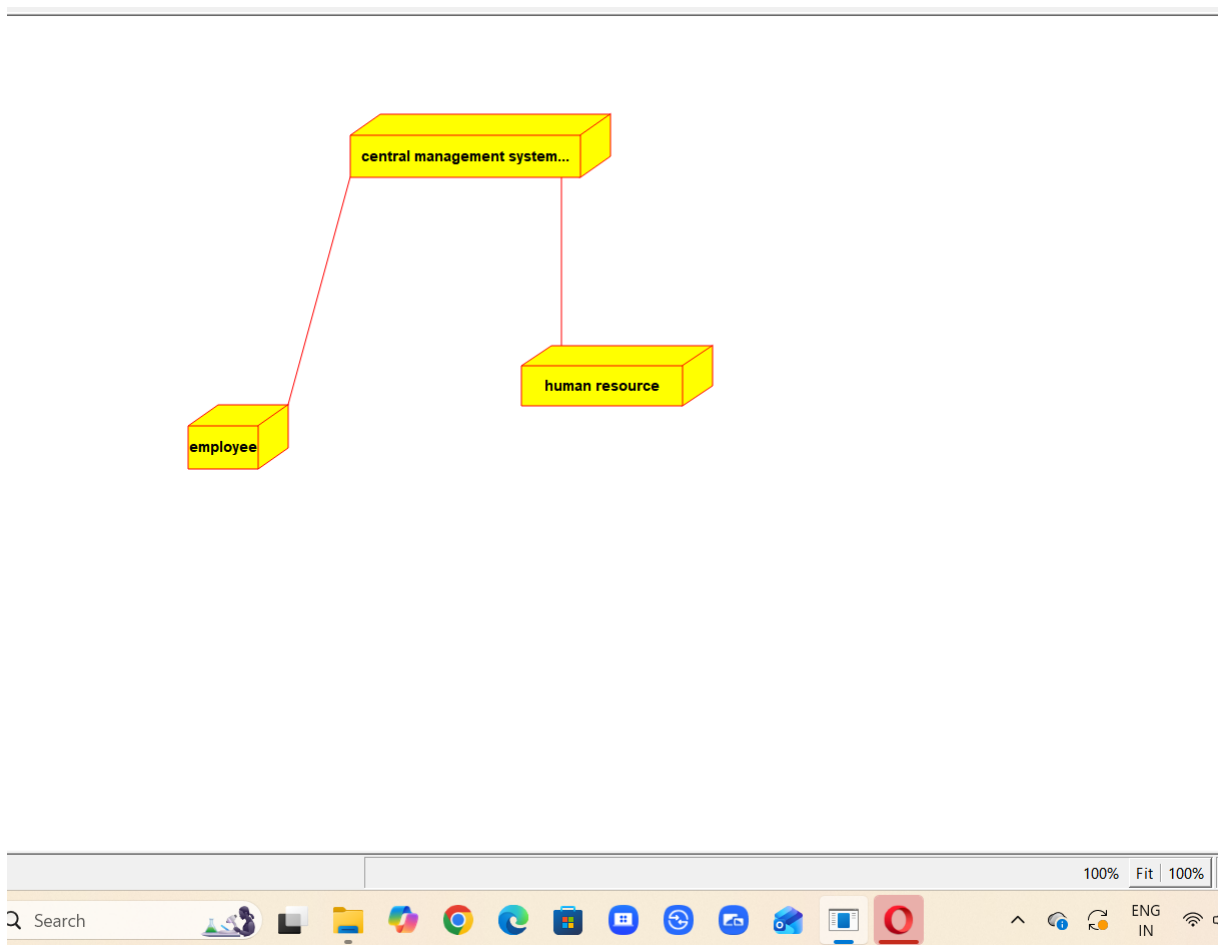 central management system...
human resource
employee
100% Fit 100%
Search
ENG
IN